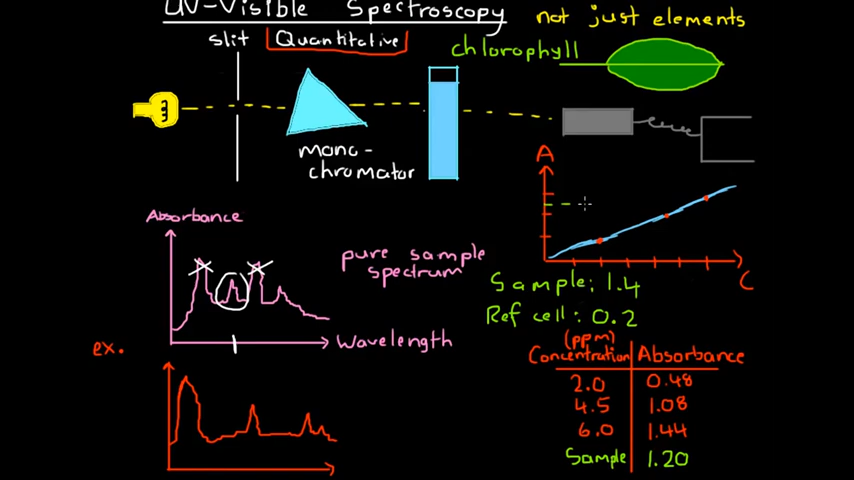 UV-Visible Spectroscopy
not just elements
slit
Quantitative
chlorophyll
mono-
chromator
A
Absorbance
pure sample
spectrum
Sample: 1.4
C
Ref cell: 0.2
Wavelength
ex.
(ppm)
Concentration Absorbance
2.0 0.48
4.5 1.08
6.0 1.44
Sample 1.20